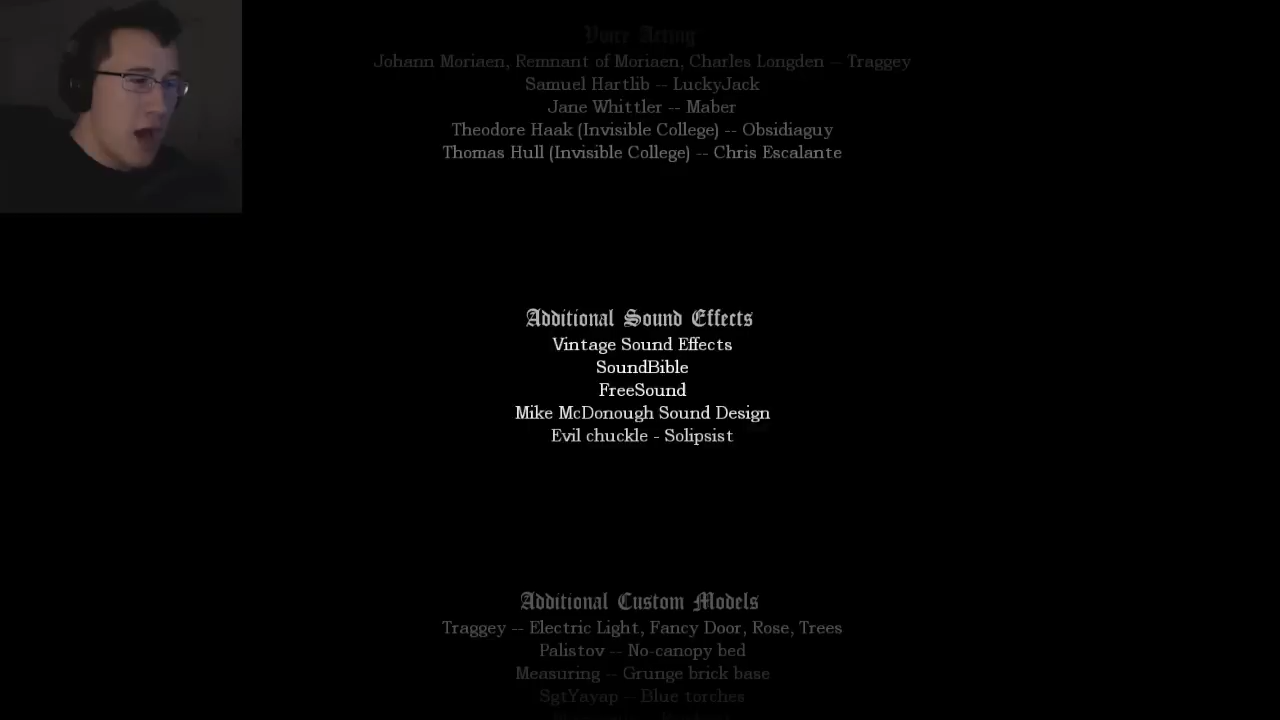 Voice Acting
Johann Moriaen, Remnant of Moriaen, Charles Longden -- Traggey
Samuel Hartlib -- LuckyJack
Jane Whittler -- Maber
Theodore Haak (Invisible College) -- Obsidiaguy
Thomas Hull (Invisible College) -- Chris Escalante
Additional Sound Effects
Vintage Sound Effects
SoundBible
FreeSound
Mike McDonough Sound Design
Evil chuckle - Solipsist
Additional Custom Models
Traggey -- Electric Light, Fancy Door, Rose, Trees
Palistov -- No-canopy bed
Measuring -- Grunge brick base
SgtYayap -- Blue torches